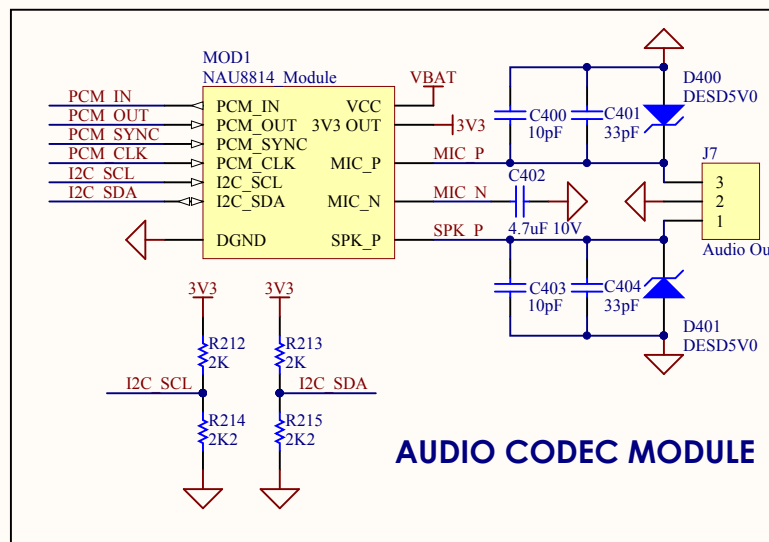 MOD1
NAU8814_Module
PCM_IN
PCM_OUT
PCM_SYNC
PCM_CLK
I2C_SCL
I2C_SDA
PCM_IN
PCM_OUT
PCM_SYNC
PCM_CLK
I2C_SCL
I2C_SDA
DGND
VCC
3V3 OUT
MIC_P
MIC_N
SPK_P
VBAT
3V3
MIC_P
MIC_N
SPK_P
C400
10pF
C401
33pF
D400
DESD5V0
C402
4.7uF 10V
J7
3
2
1
Audio Ou
C403
10pF
C404
33pF
D401
DESD5V0
3V3
3V3
R212
2K
R213
2K
I2C_SCL
I2C_SDA
R214
2K2
R215
2K2
AUDIO CODEC MODULE